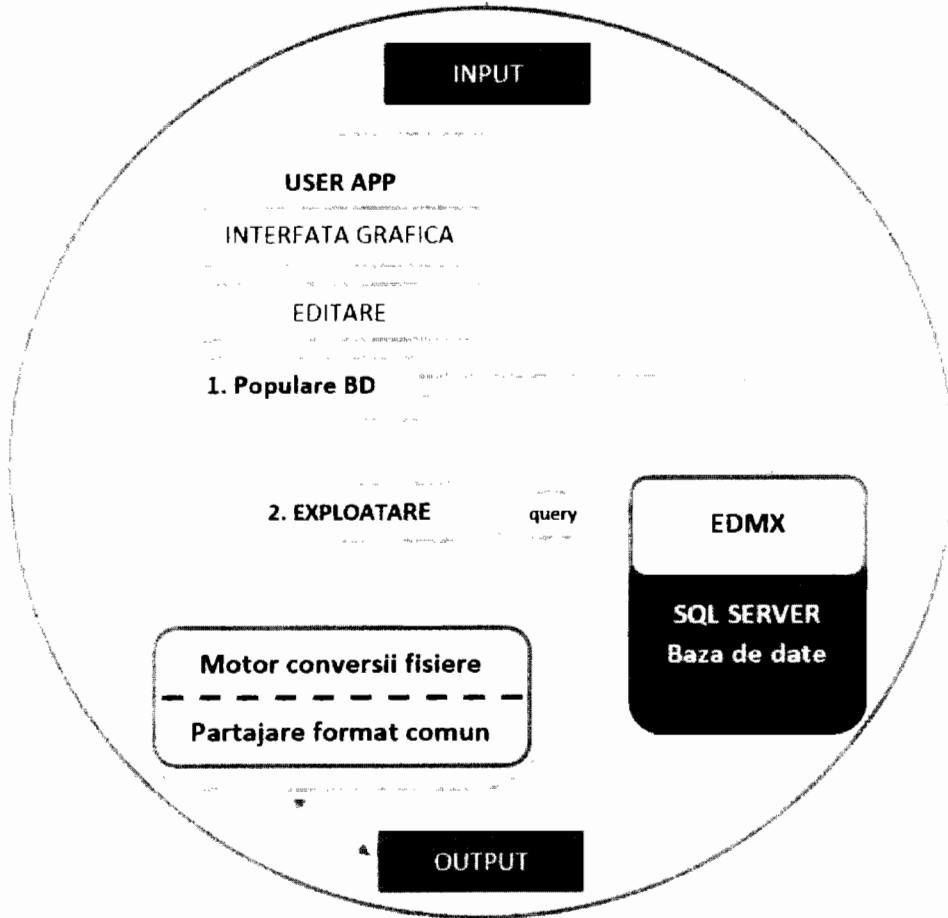 INPUT
USER APP
INTERFATA GRAFICA
EDITARE
1. Populare BD
2. EXPLOATARE
query
EDMX
SQL SERVER
Baza de date
Motor conversii fisiere
Partajare format comun
OUTPUT